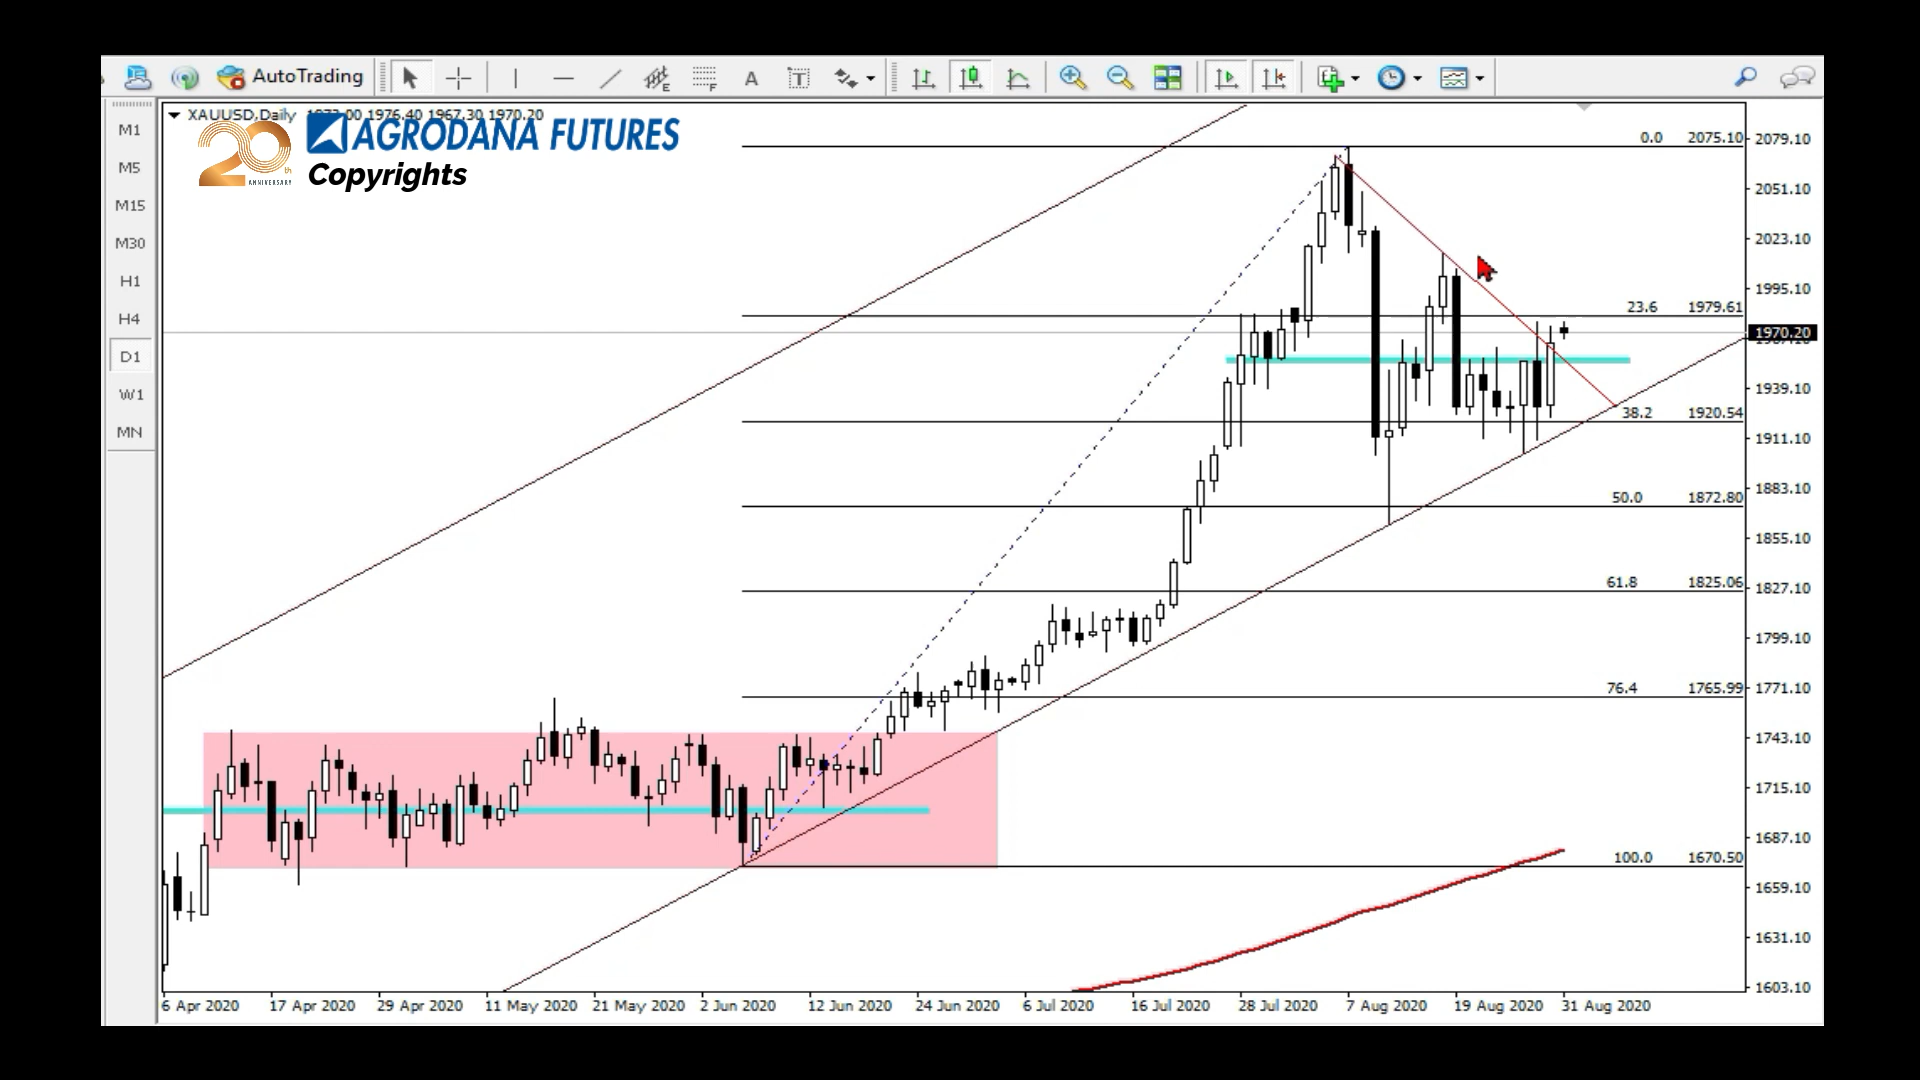 AutoTrading
E
F
A
T
M1
M5
M15
M30
H1
H4
D1
W1
MN
XAUUSD,Daily 1976.40 1967.30 1970.20
20th ANNIVERSARY
AGRODANA FUTURES
Copyrights
0.0 2075.10
23.6 1979.61
38.2 1920.54
50.0 1872.80
61.8 1825.06
76.4 1765.99
100.0 1670.50
2079.10
2051.10
2023.10
1995.10
1970.20
1939.10
1911.10
1883.10
1855.10
1827.10
1799.10
1771.10
1743.10
1715.10
1687.10
1659.10
1631.10
1603.10
6 Apr 2020 17 Apr 2020 29 Apr 2020 11 May 2020 21 May 2020 2 Jun 2020 12 Jun 2020 24 Jun 2020 6 Jul 2020 16 Jul 2020 28 Jul 2020 7 Aug 2020 19 Aug 2020 31 Aug 2020